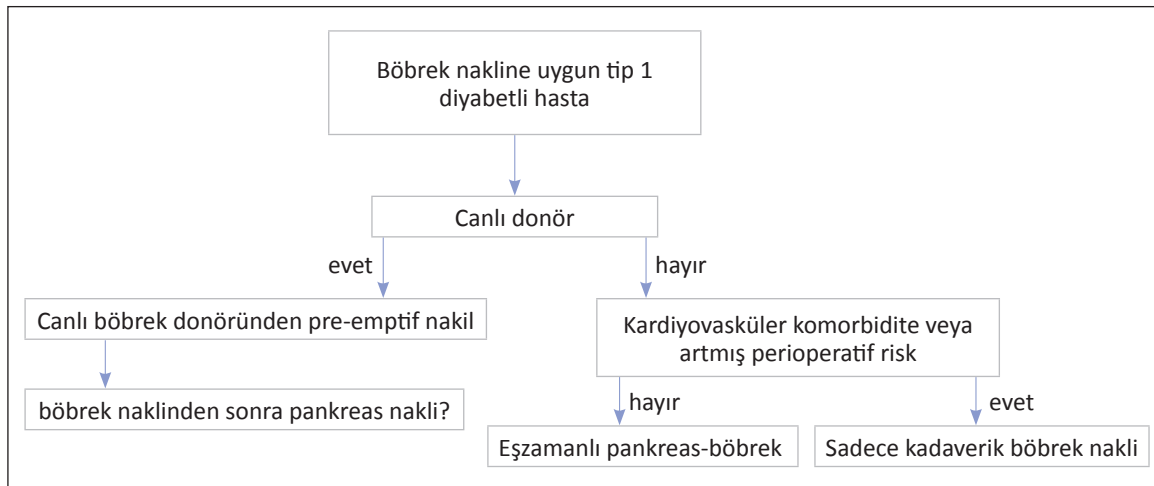 Böbrek nakline uygun tip 1
diyabetli hasta
Canlı donör
evet
hayır
Canlı böbrek donöründen pre-emptif nakil
Kardiyovasküler komorbidite veya
artmış perioperatif risk
böbrek naklinden sonra pankreas nakli?
hayır
evet
Eşzamanlı pankreas-böbrek
Sadece kadaverik böbrek nakli